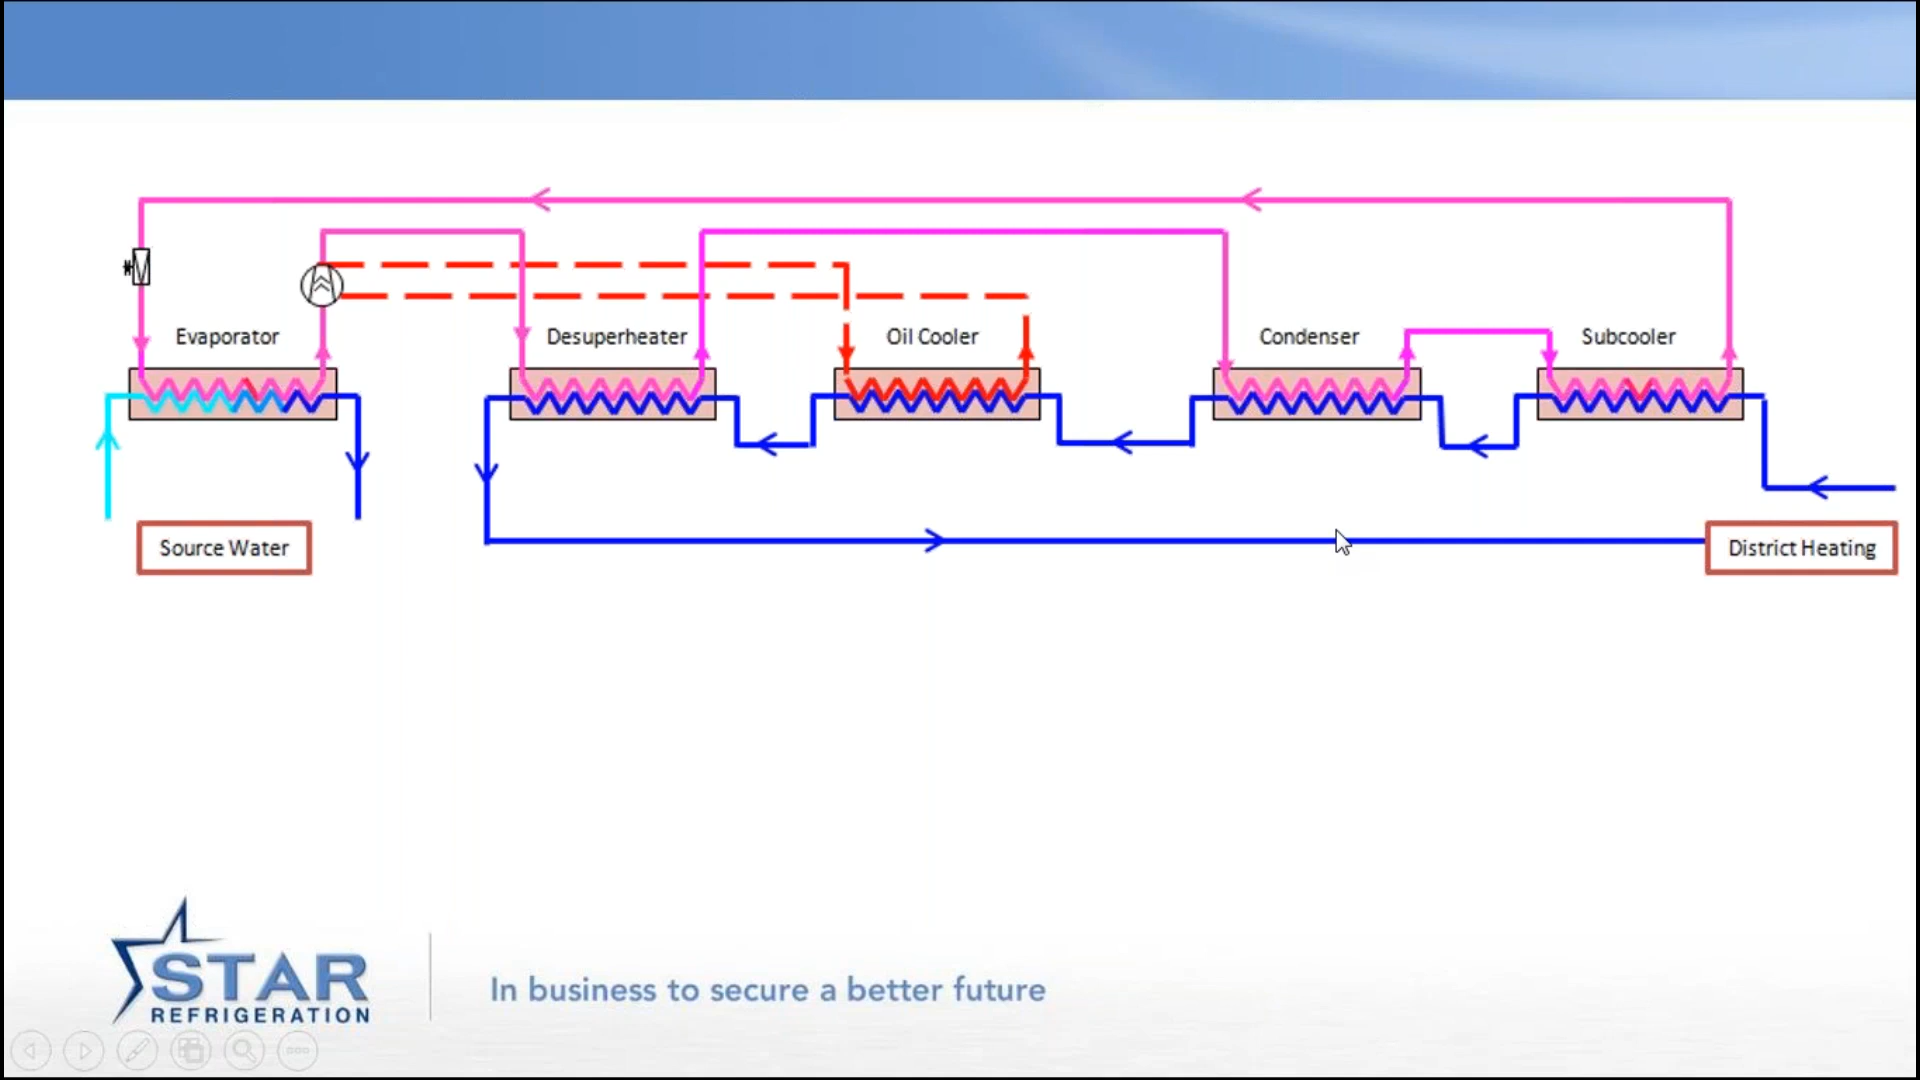 Evaporator
Desuperheater
Oil Cooler
Condenser
Subcooler
Source Water
District Heating
STAR
REFRIGERATION
In business to secure a better future